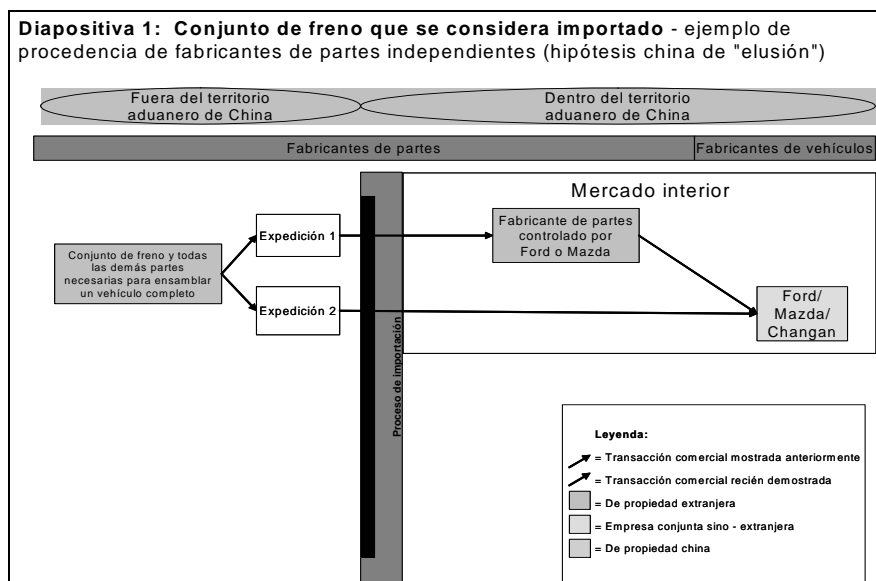 Diapositiva 1: Conjunto de freno que se considera importado - ejemplo de
procedencia de fabricantes de partes independientes (hipótesis china de "elusión")
Fuera del territorio
aduanero de China
Dentro del territorio
aduanero de China
Fabricantes de partes
Fabricantes de vehículos
Mercado interior
Expedición 1
Fabricante de partes
controlado por
Ford o Mazda
Conjunto de freno y todas
las demás partes
necesarias para ensamblar
un vehículo completo
Expedición 2
Ford/
Mazda/
Changan
Proceso de importación
Leyenda:
= Transacción comercial mostrada anteriormente
= Transacción comercial recién demostrada
= De propiedad extranjera
= Empresa conjunta sino - extranjera
= De propiedad china